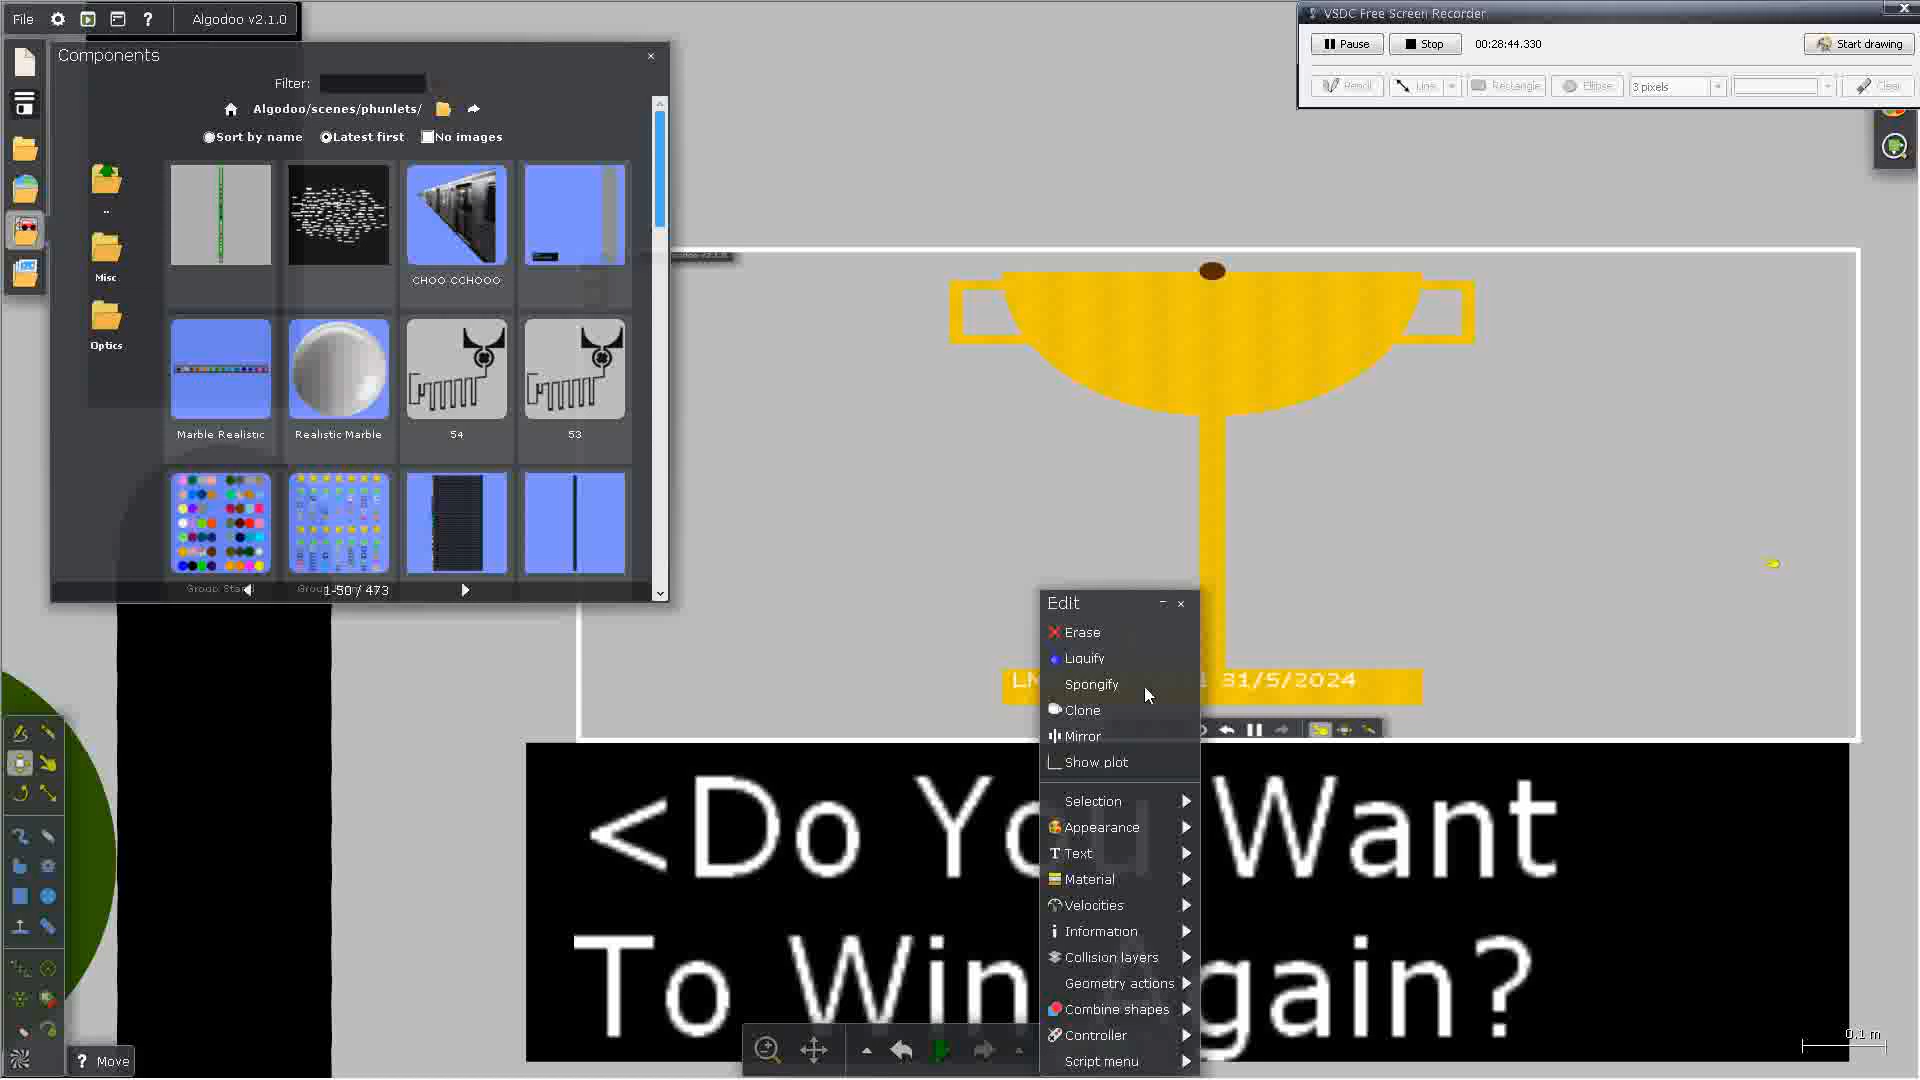 File
Algodoo v2.1.0
VSDC Free Screen Recorder
Pause
Stop
00:28:44.330
Start drawing
Pencil
Line
Rectangle
Ellipse
3 pixels
Clear
Components
Filter:
Algodoo/scenes/phunlets/
Sort by name
Latest first
No images
..
Misc
Optics
CHOO CCHOOO
Marble Realistic
Realistic Marble
54
53
1-50 / 473
Edit
Erase
Liquify
Spongify
Clone
Mirror
Show plot
Selection
Appearance
Text
Material
Velocities
Information
Collision layers
Geometry actions
Combine shapes
Controller
Script menu
31/5/2024
<Do You Want
To Win Again?
? Move
0.1 m